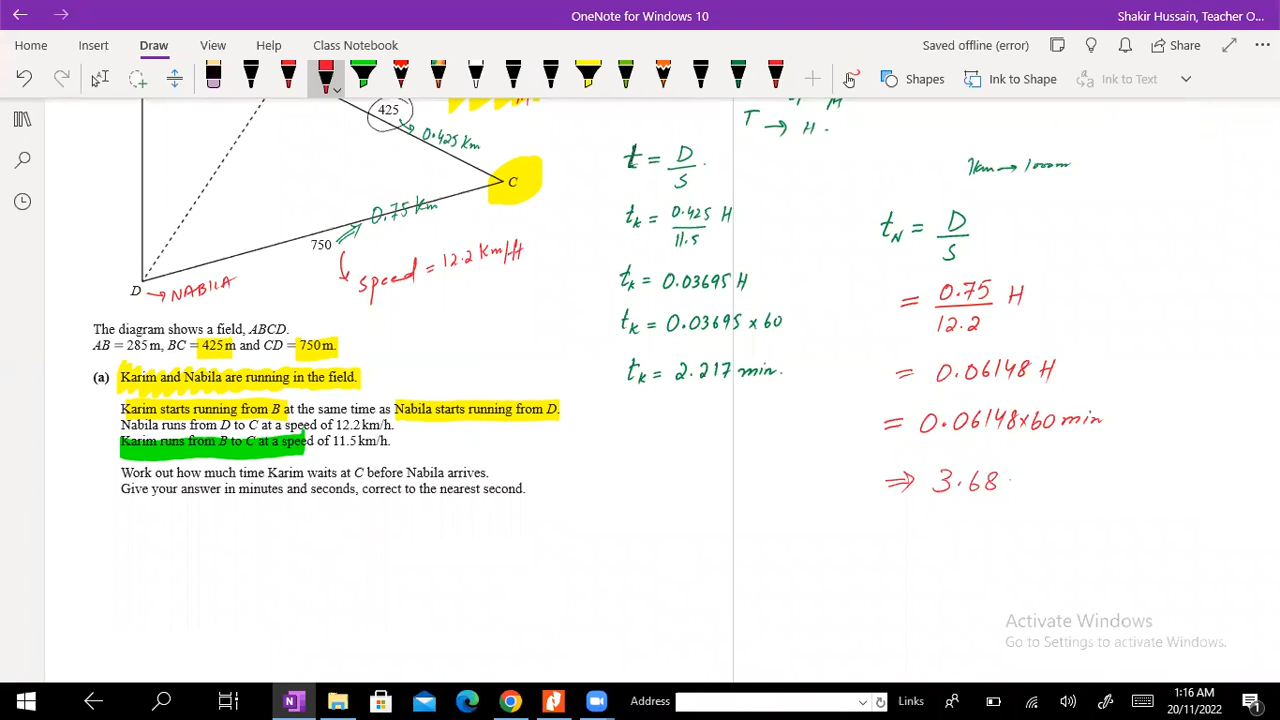 OneNote for Windows 10
Shakir Hussain, Teacher O...
Home Insert Draw View Help Class Notebook
Saved offline (error) Share
Shapes Ink to Shape Ink to Text
425
0.425 Km
C
0.75 Km
750
speed = 12.2 Km/H
D → NABILA
The diagram shows a field, ABCD.
AB = 285 m, BC = 425 m and CD = 750 m.
(a) Karim and Nabila are running in the field.
Karim starts running from B at the same time as Nabila starts running from D.
Nabila runs from D to C at a speed of 12.2 km/h.
Karim runs from B to C at a speed of 11.5 km/h.
Work out how much time Karim waits at C before Nabila arrives.
Give your answer in minutes and seconds, correct to the nearest second.
t = D/S
tK = 0.425/11.5 H
tK = 0.03695 H
tK = 0.03695 × 60
tK = 2.217 min.
M
T → H
1km → 1000m
tN = D/S
= 0.75/12.2 H
= 0.06148 H
= 0.06148×60 min
⇒ 3.68
Activate Windows
Go to Settings to activate Windows.
Address Links
1:16 AM
20/11/2022